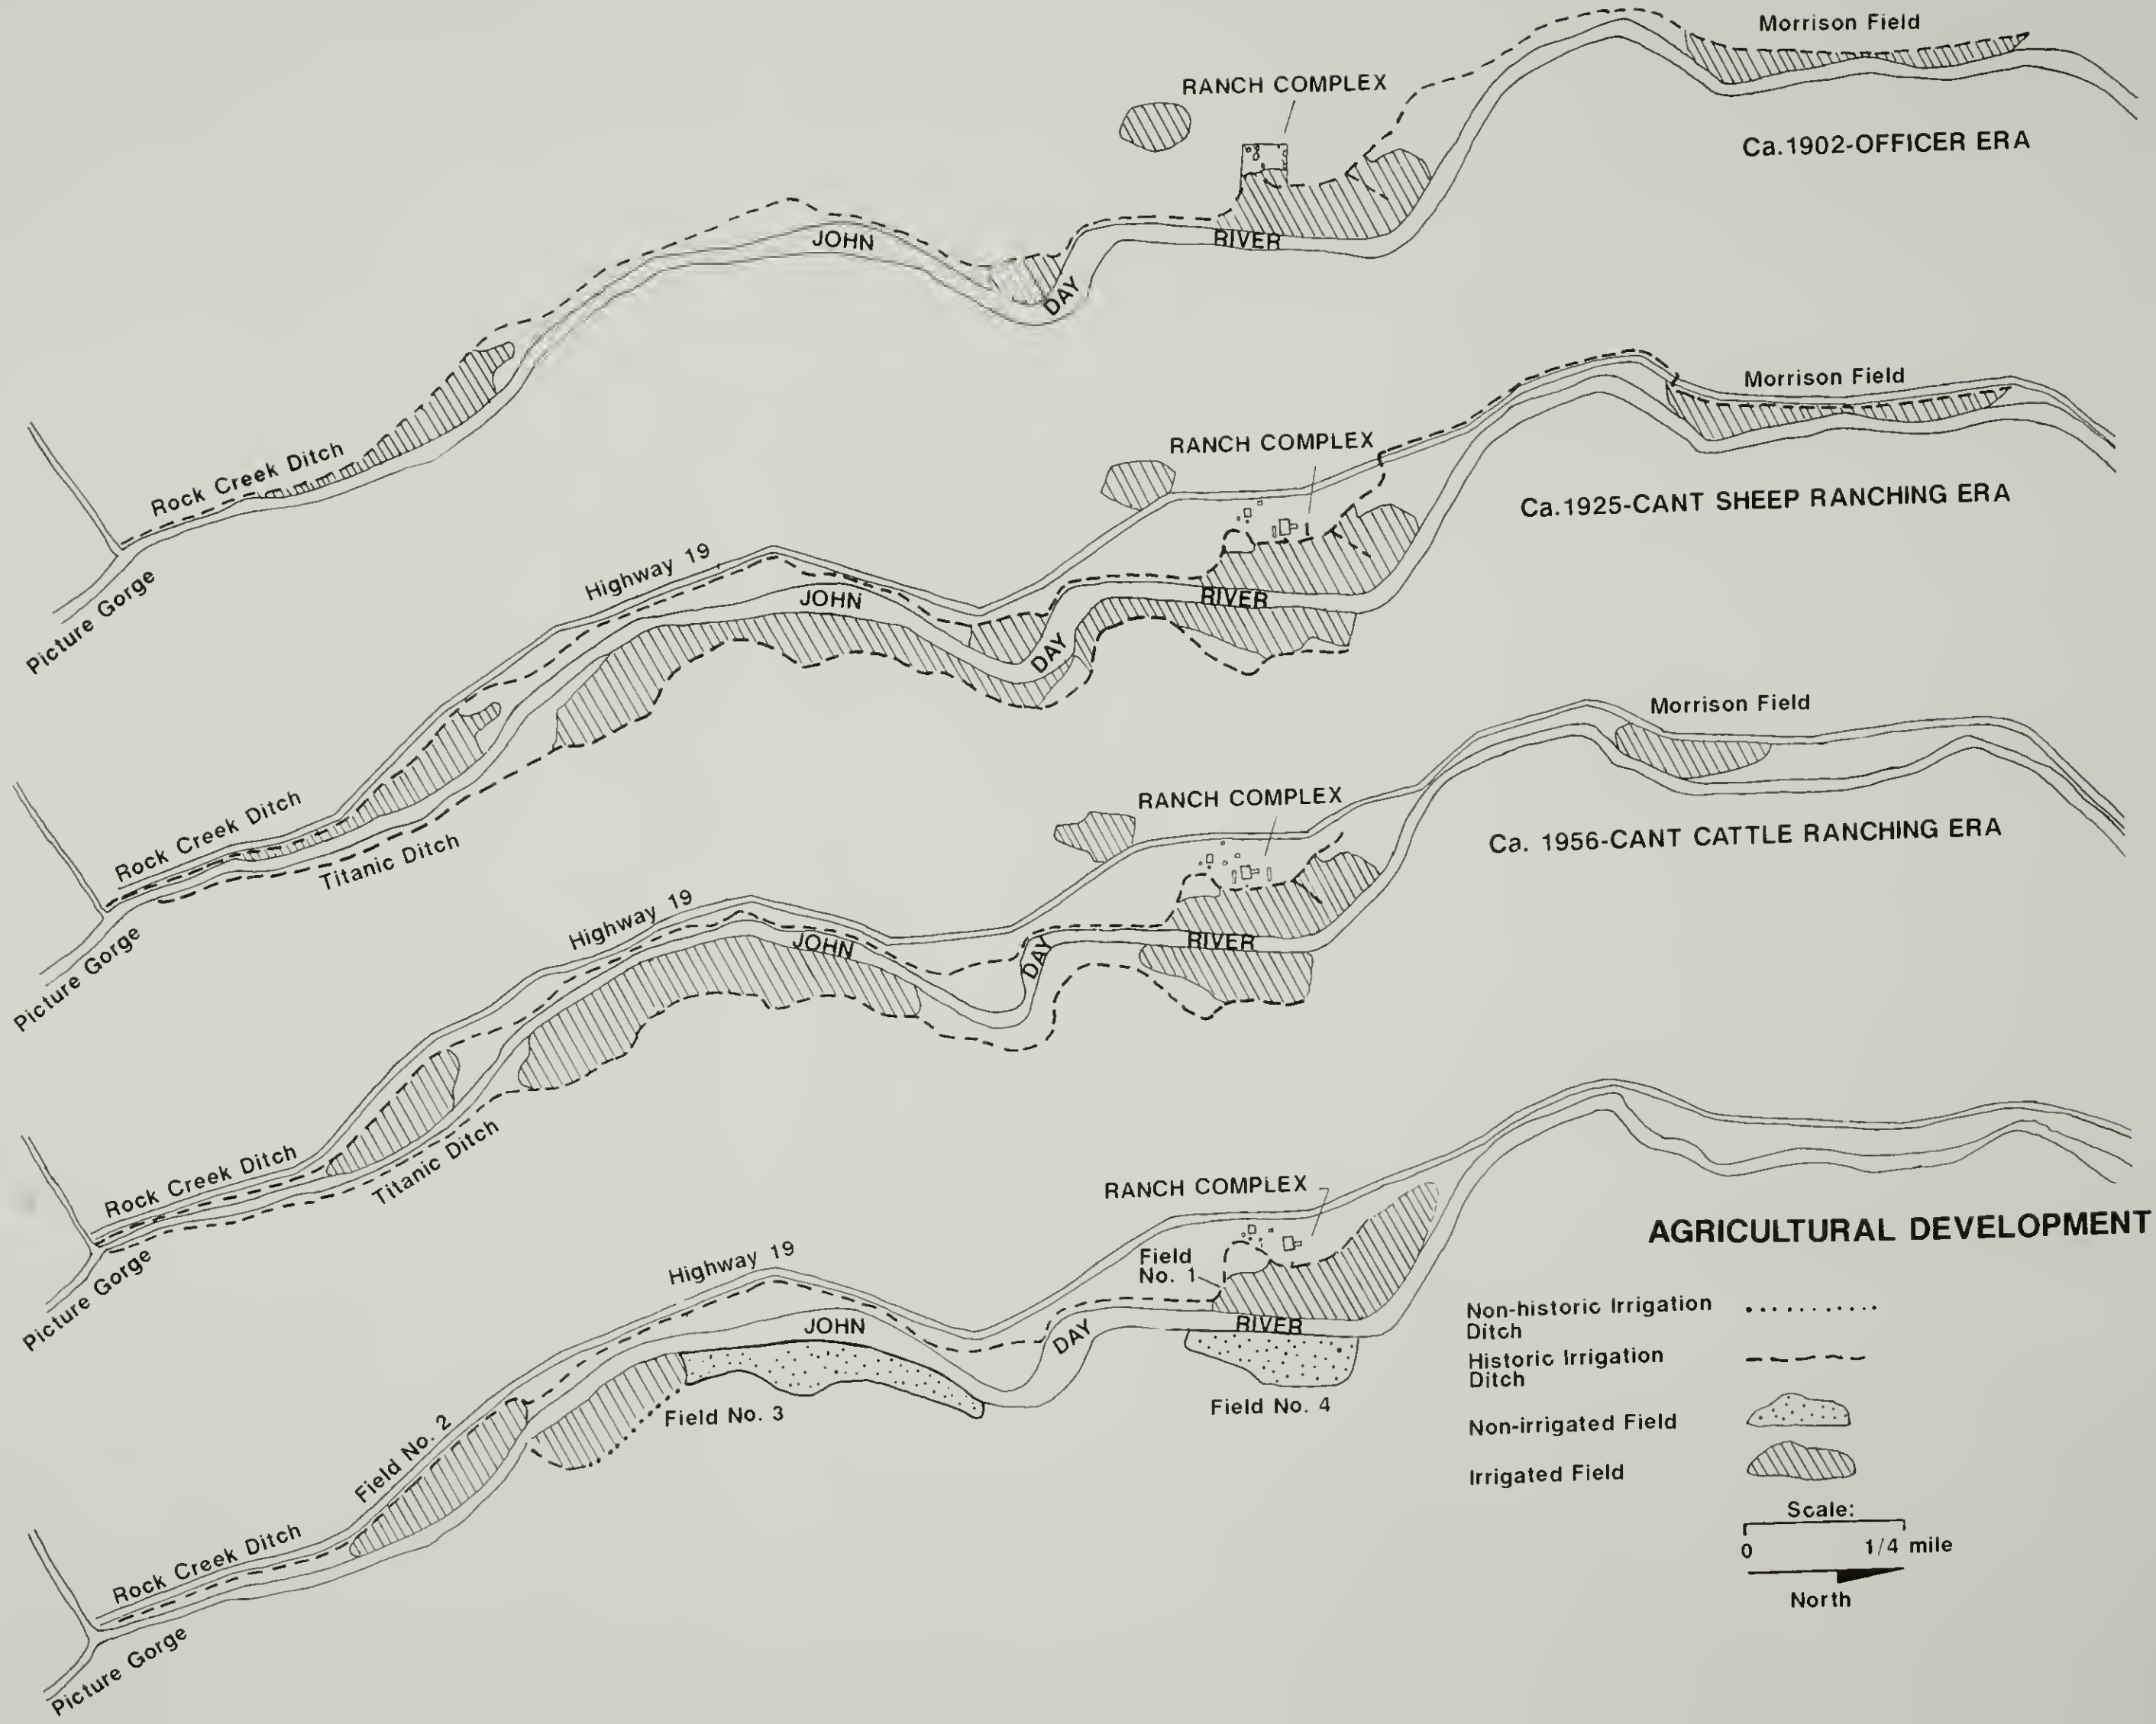 Morrison Field
RANCH COMPLEX
Ca.1902-OFFICER ERA
JOHN
DAY
RIVER
Rock Creek Ditch
Picture Gorge
Morrison Field
RANCH COMPLEX
Ca.1925-CANT SHEEP RANCHING ERA
Highway 19
JOHN
DAY
RIVER
Rock Creek Ditch
Titanic Ditch
Picture Gorge
Morrison Field
RANCH COMPLEX
Ca. 1956-CANT CATTLE RANCHING ERA
Highway 19
JOHN
DAY
RIVER
Rock Creek Ditch
Titanic Ditch
Picture Gorge
RANCH COMPLEX
Field
No. 1
Highway 19
JOHN
DAY
RIVER
Field No. 3
Field No. 4
Field No. 2
Rock Creek Ditch
Picture Gorge
AGRICULTURAL DEVELOPMENT
Non-historic Irrigation
Ditch
Historic Irrigation
Ditch
Non-irrigated Field
Irrigated Field
Scale:
0 1/4 mile
North